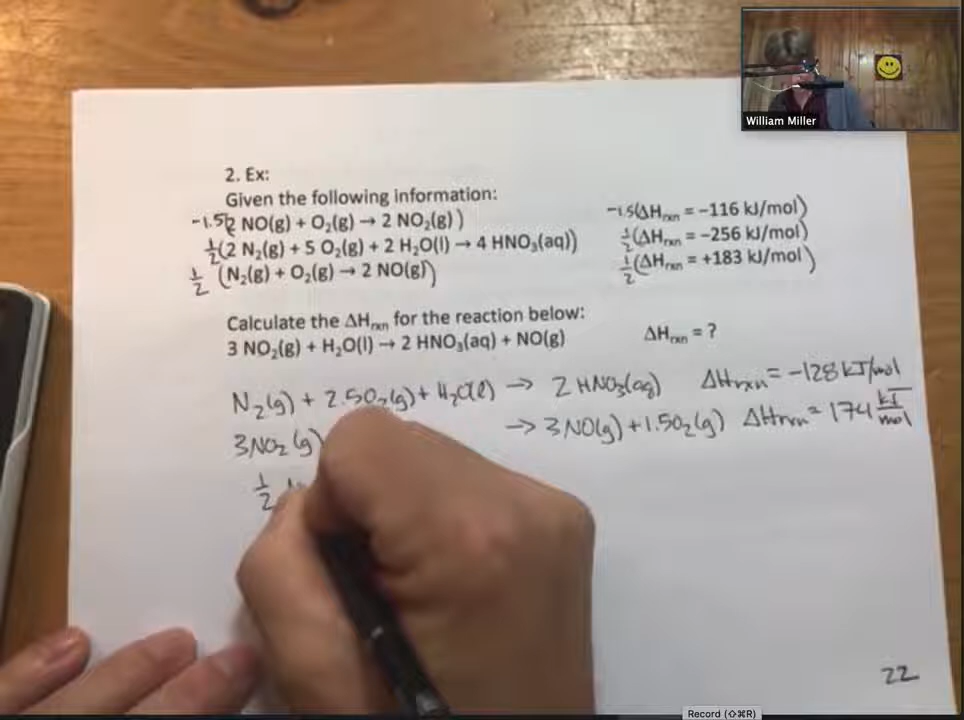 William Miller
2. Ex:
Given the following information:
-1.5(2 NO(g) + O₂(g) → 2 NO₂(g)) -1.5(ΔHrxn = −116 kJ/mol)
½(2 N₂(g) + 5 O₂(g) + 2 H₂O(l) → 4 HNO₃(aq)) ½(ΔHrxn = −256 kJ/mol)
½(N₂(g) + O₂(g) → 2 NO(g)) ½(ΔHrxn = +183 kJ/mol)
Calculate the ΔHrxn for the reaction below:
3 NO₂(g) + H₂O(l) → 2 HNO₃(aq) + NO(g) ΔHrxn = ?
N₂(g) + 2.5O₂(g) + H₂O(l) → 2 HNO₃(aq) ΔHrxn = −128 kJ/mol
3NO₂(g) → 3NO(g) + 1.5O₂(g) ΔHrxn = 174 kJ/mol
½
22
Record (⇧⌘R)